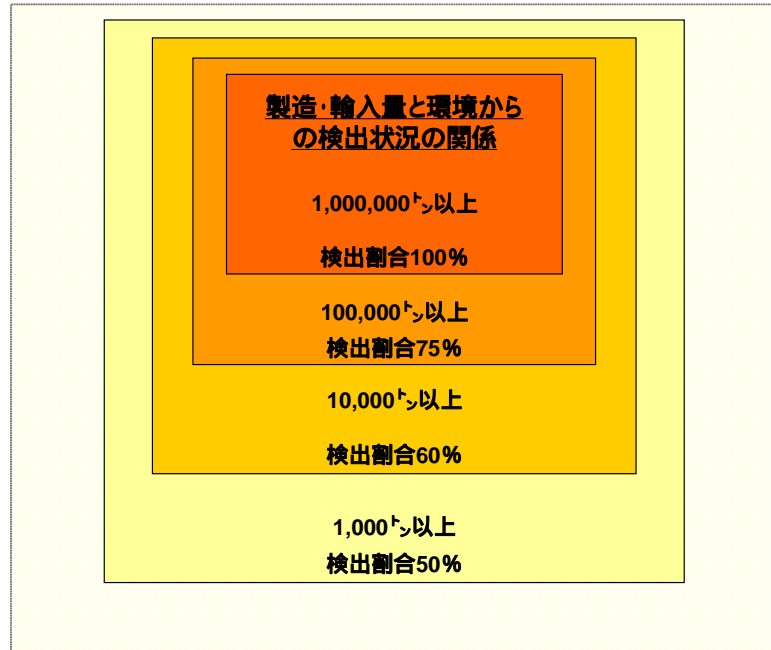 製造・輸入量と環境から
の検出状況の関係
1,000,000㌧以上
検出割合100%
100,000㌧以上
検出割合75%
10,000㌧以上
検出割合60%
1,000㌧以上
検出割合50%